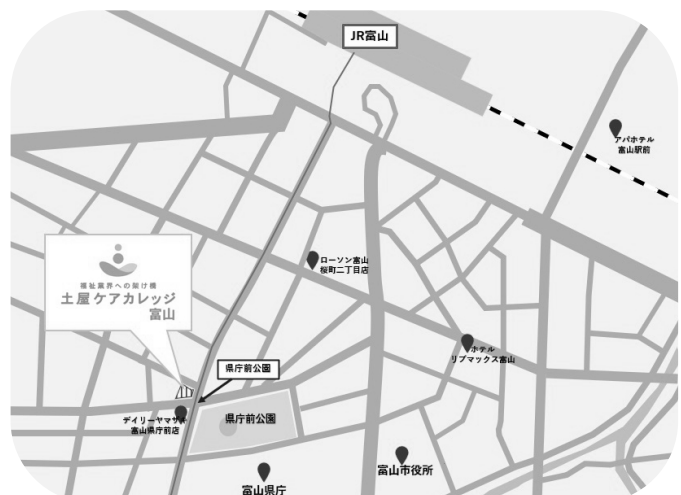 JR富山
アパホテル
富山駅前
ローソン富山
桜町二丁目店
福祉業界への架け橋
土屋ケアカレッジ
富山
ホテル
リブマックス富山
県庁前公園
デイリーヤマザキ
富山県庁前店
県庁前公園
富山市役所
富山県庁